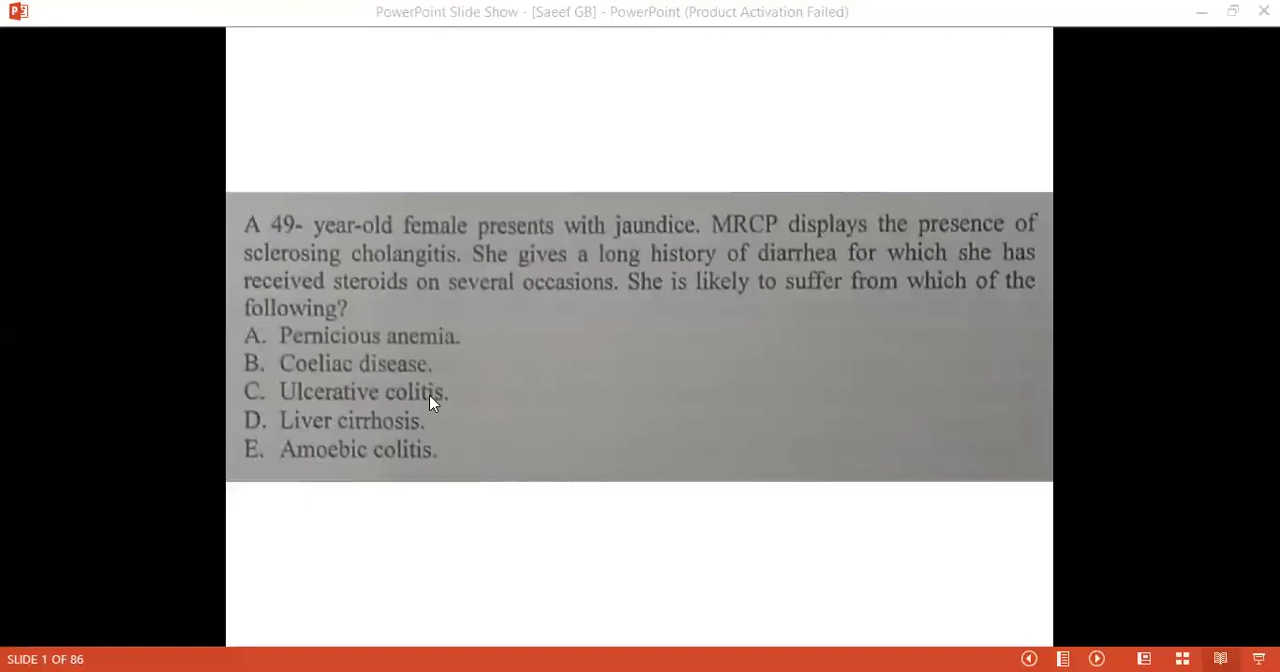 PowerPoint Slide Show - [Saeef GB] - PowerPoint (Product Activation Failed)
A 49- year-old female presents with jaundice. MRCP displays the presence of
sclerosing cholangitis. She gives a long history of diarrhea for which she has
received steroids on several occasions. She is likely to suffer from which of the
following?
A. Pernicious anemia.
B. Coeliac disease.
C. Ulcerative colitis.
D. Liver cirrhosis.
E. Amoebic colitis.
SLIDE 1 OF 86